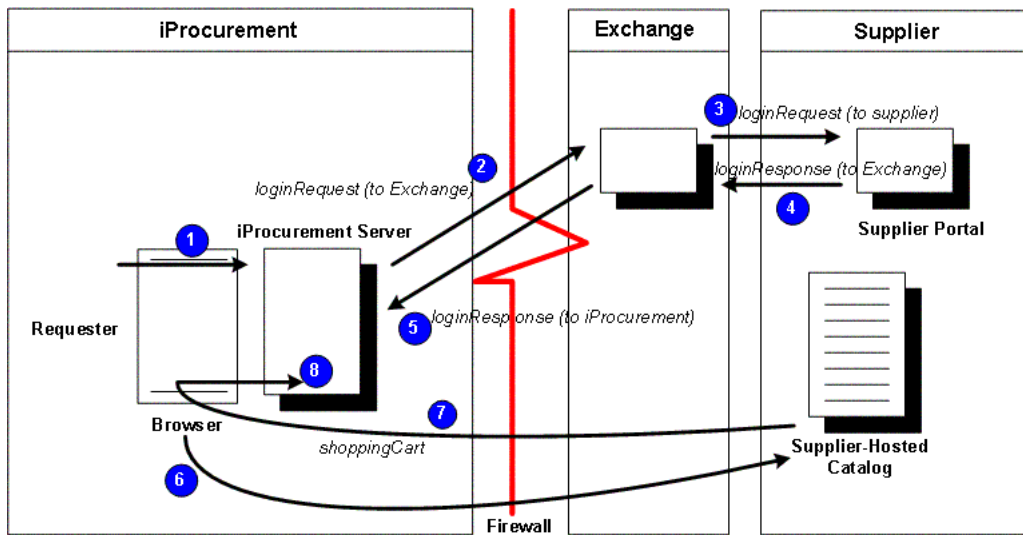 iProcurement
Exchange
Supplier
3
loginRequest (to supplier)
2
loginResponse (to Exchange)
loginRequest (to Exchange)
4
Supplier Portal
iProcurement Server
1
Requester
5
loginResponse (to iProcurement)
8
7
Browser
shoppingCart
Supplier-Hosted
Catalog
6
Firewall